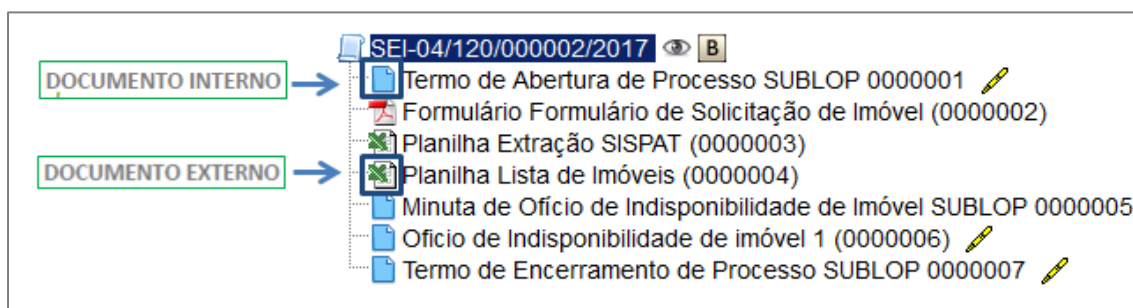 SEI-04/120/000002/2017 B
DOCUMENTO INTERNO Termo de Abertura de Processo SUBLOP 0000001
Formulário Formulário de Solicitação de Imóvel (0000002)
Planilha Extração SISPAT (0000003)
DOCUMENTO EXTERNO Planilha Lista de Imóveis (0000004)
Minuta de Ofício de Indisponibilidade de Imóvel SUBLOP 0000005
Oficio de Indisponibilidade de imóvel 1 (0000006)
Termo de Encerramento de Processo SUBLOP 0000007